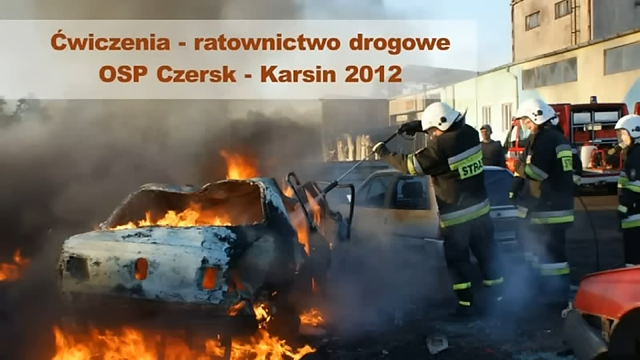 Ćwiczenia - ratownictwo drogowe
OSP Czersk - Karsin 2012
STRAŻ